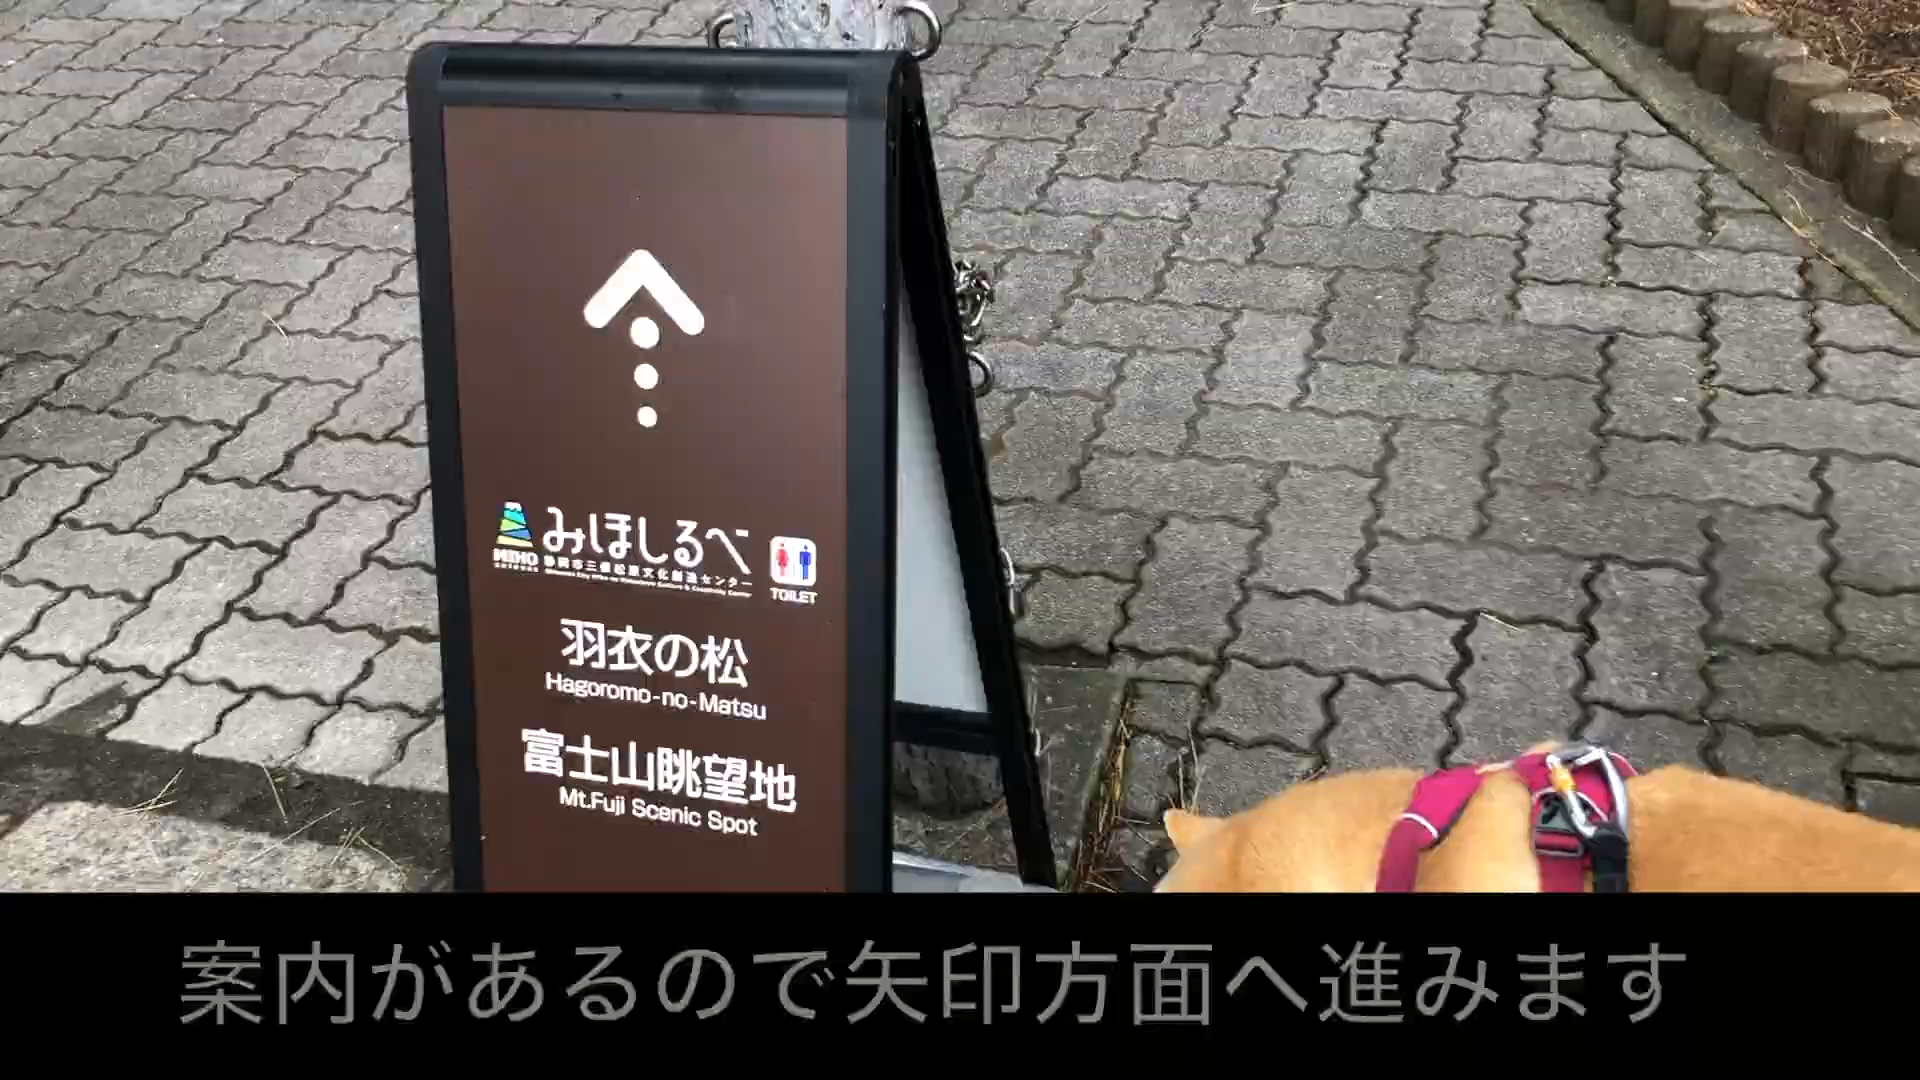 みほしるべ
MIHO
静岡市三保松原文化創造センター
TOILET
羽衣の松
Hagoromo-no-Matsu
富士山眺望地
Mt.Fuji Scenic Spot
案内があるので矢印方面へ進みます